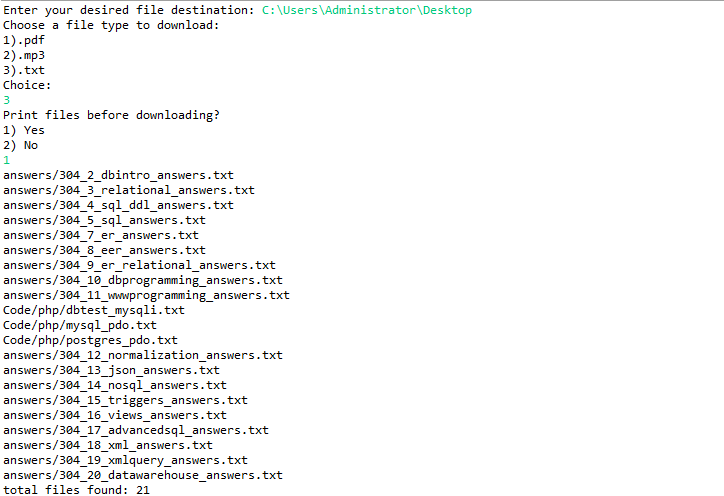 Enter your desired file destination: C:\Users\Administrator\Desktop
Choose a file type to download:
1).pdf
2).mp3
3).txt
Choice:
3
Print files before downloading?
1) Yes
2) No
1
answers/304_2_dbintro_answers.txt
answers/304_3_relational_answers.txt
answers/304_4_sql_ddl_answers.txt
answers/304_5_sql_answers.txt
answers/304_7_er_answers.txt
answers/304_8_eer_answers.txt
answers/304_9_er_relational_answers.txt
answers/304_10_dbprogramming_answers.txt
answers/304_11_wwwprogramming_answers.txt
Code/php/dbtest_mysqli.txt
Code/php/mysql_pdo.txt
Code/php/postgres_pdo.txt
answers/304_12_normalization_answers.txt
answers/304_13_json_answers.txt
answers/304_14_nosql_answers.txt
answers/304_15_triggers_answers.txt
answers/304_16_views_answers.txt
answers/304_17_advancedsql_answers.txt
answers/304_18_xml_answers.txt
answers/304_19_xmlquery_answers.txt
answers/304_20_datawarehouse_answers.txt
total files found: 21